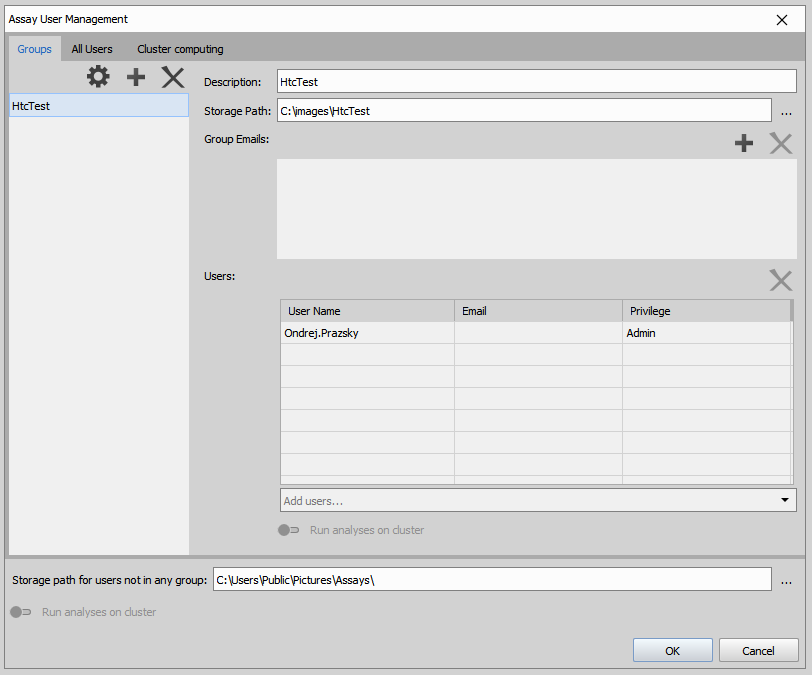 Assay User Management
Groups All Users Cluster computing
HtcTest
Description: HtcTest
Storage Path: C:\images\HtcTest ...
Group Emails:
Users:
User Name Email Privilege
Ondrej.Prazsky Admin
Add users...
Run analyses on cluster
Storage path for users not in any group: C:\Users\Public\Pictures\Assays\ ...
Run analyses on cluster
OK Cancel